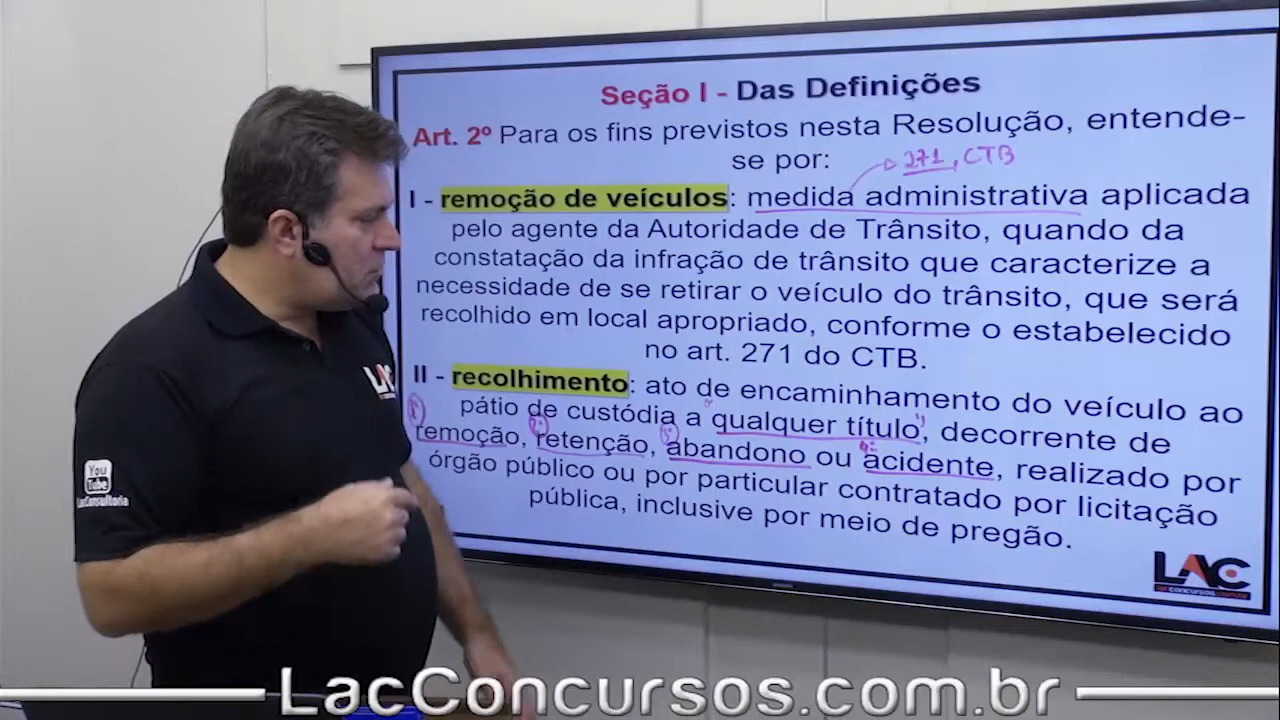 Seção I - Das Definições
Art. 2º Para os fins previstos nesta Resolução, entende-
se por:
271, CTB
I - remoção de veículos: medida administrativa aplicada
pelo agente da Autoridade de Trânsito, quando da
constatação da infração de trânsito que caracterize a
necessidade de se retirar o veículo do trânsito, que será
recolhido em local apropriado, conforme o estabelecido
no art. 271 do CTB.
II - recolhimento: ato de encaminhamento do veículo ao
pátio de custódia a "qualquer título", decorrente de
remoção, retenção, abandono ou acidente, realizado por
órgão público ou por particular contratado por licitação
pública, inclusive por meio de pregão.
LAC
LAC
You
Tube
LacConsultoria
LacConcursos.com.br